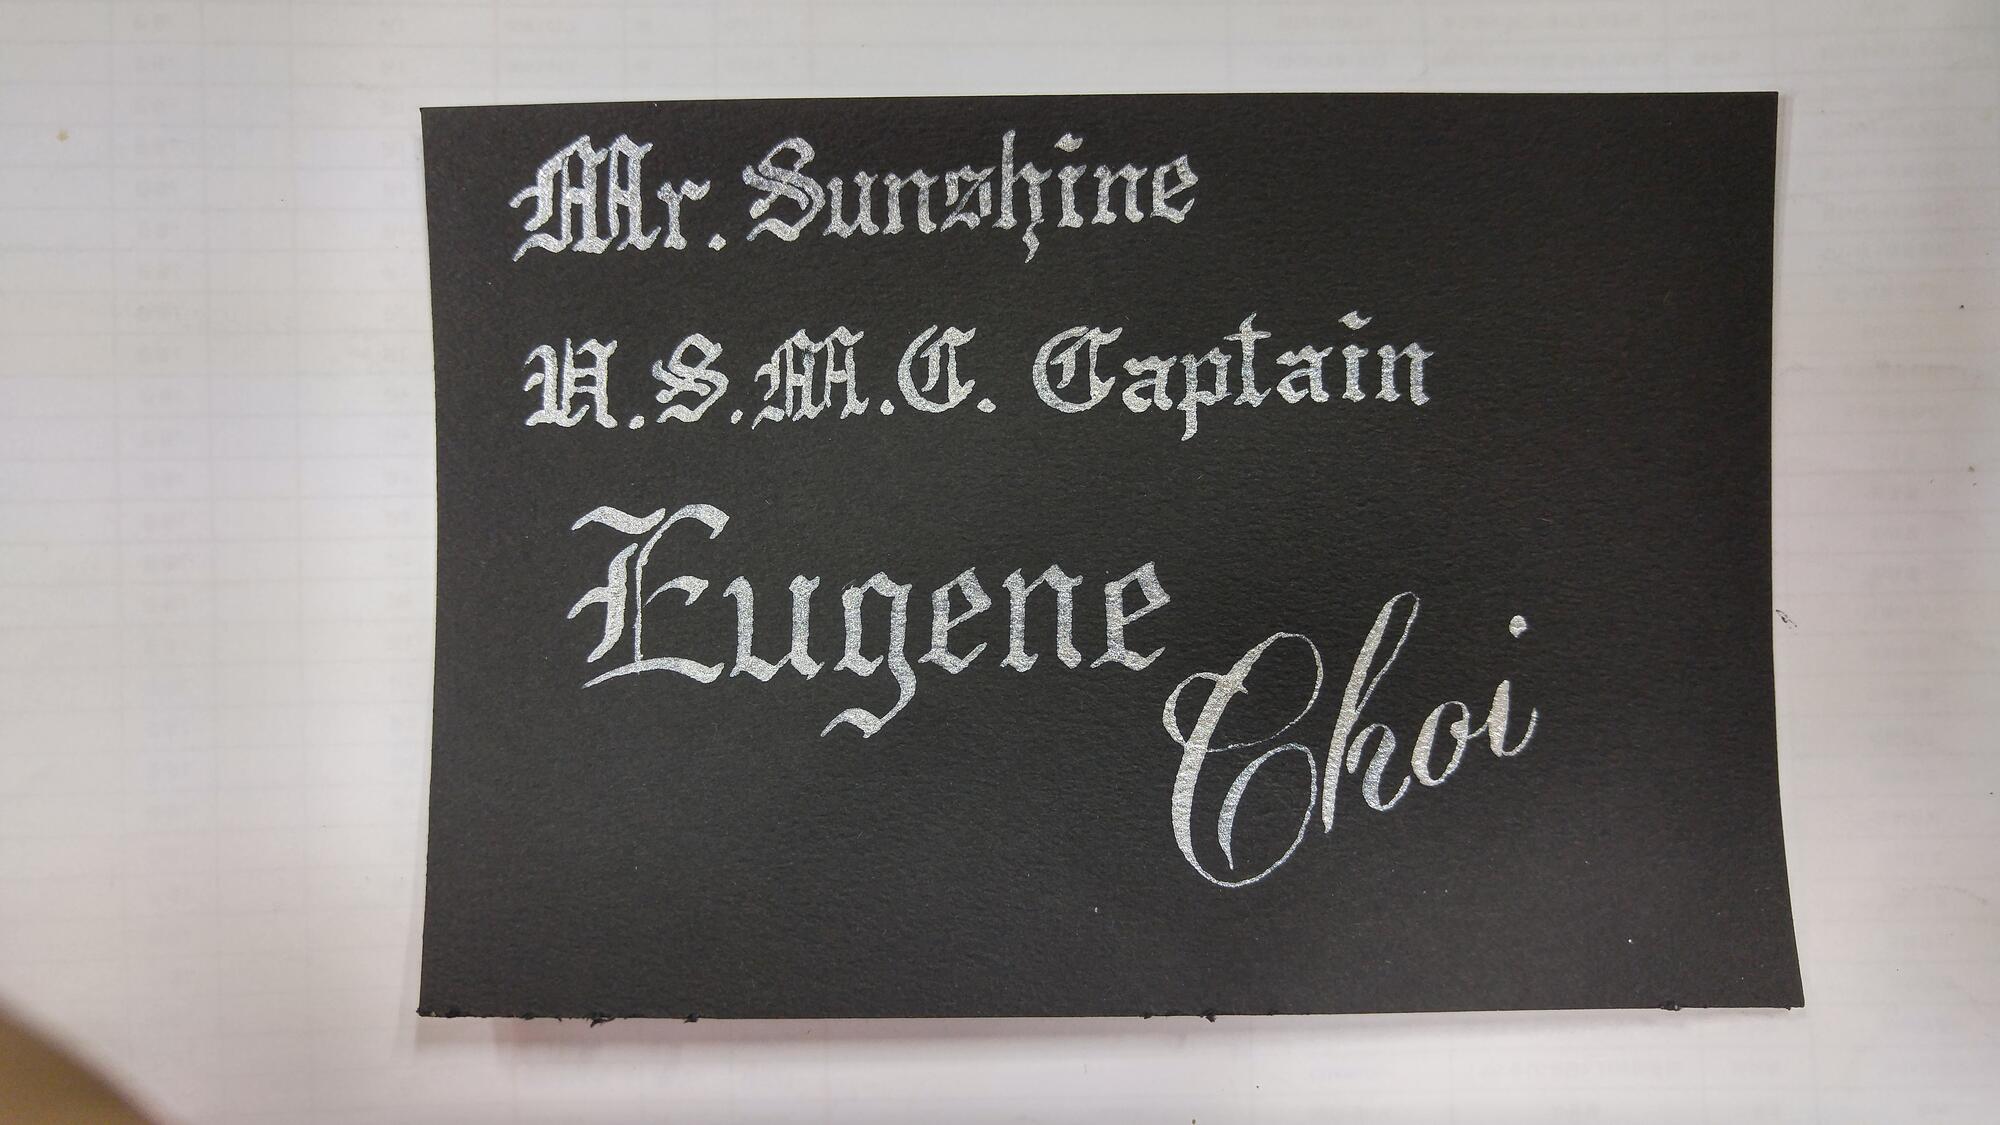 Mr. Sunshine
U.S.M.C. Captain
Eugene
Choi